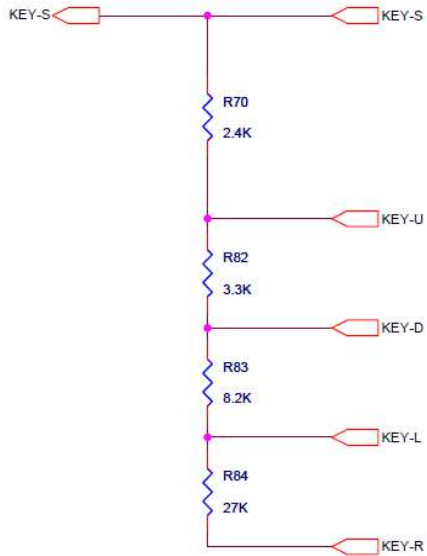 KEY-S KEY-S
R70
2.4K
KEY-U
R82
3.3K
KEY-D
R83
8.2K
KEY-L
R84
27K
KEY-R